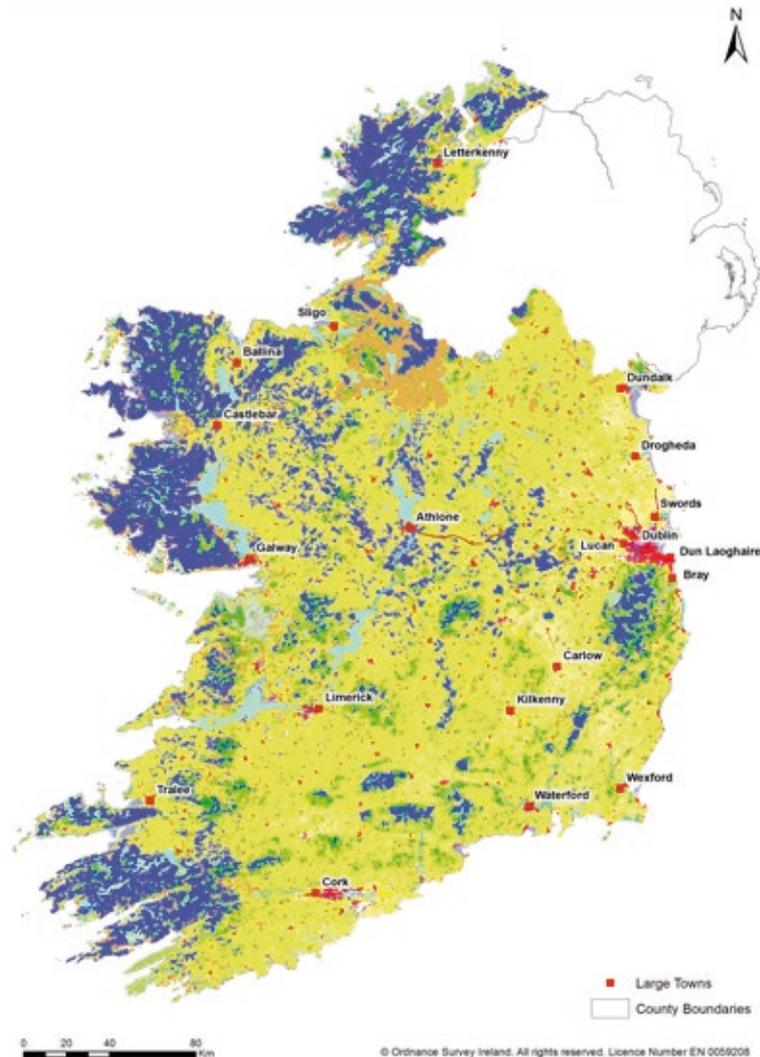 N
Letterkenny
Sligo
Ballina
Castlebar
Dundalk
Drogheda
Swords
Athlone
Dublin
Lucan
Dun Laoghaire
Galway
Bray
Carlow
Limerick
Kilkenny
Tralee
Wexford
Waterford
Cork
Large Towns
County Boundaries
0 20 40 80
Km
© Ordnance Survey Ireland. All rights reserved. Licence Number EN 0059208